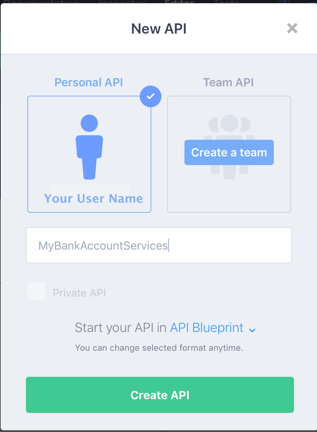 New API
×
Personal API
Team API
Your User Name
Create a team
MyBankAccountServices
Private API
Start your API in API Blueprint
You can change selected format anytime.
Create API